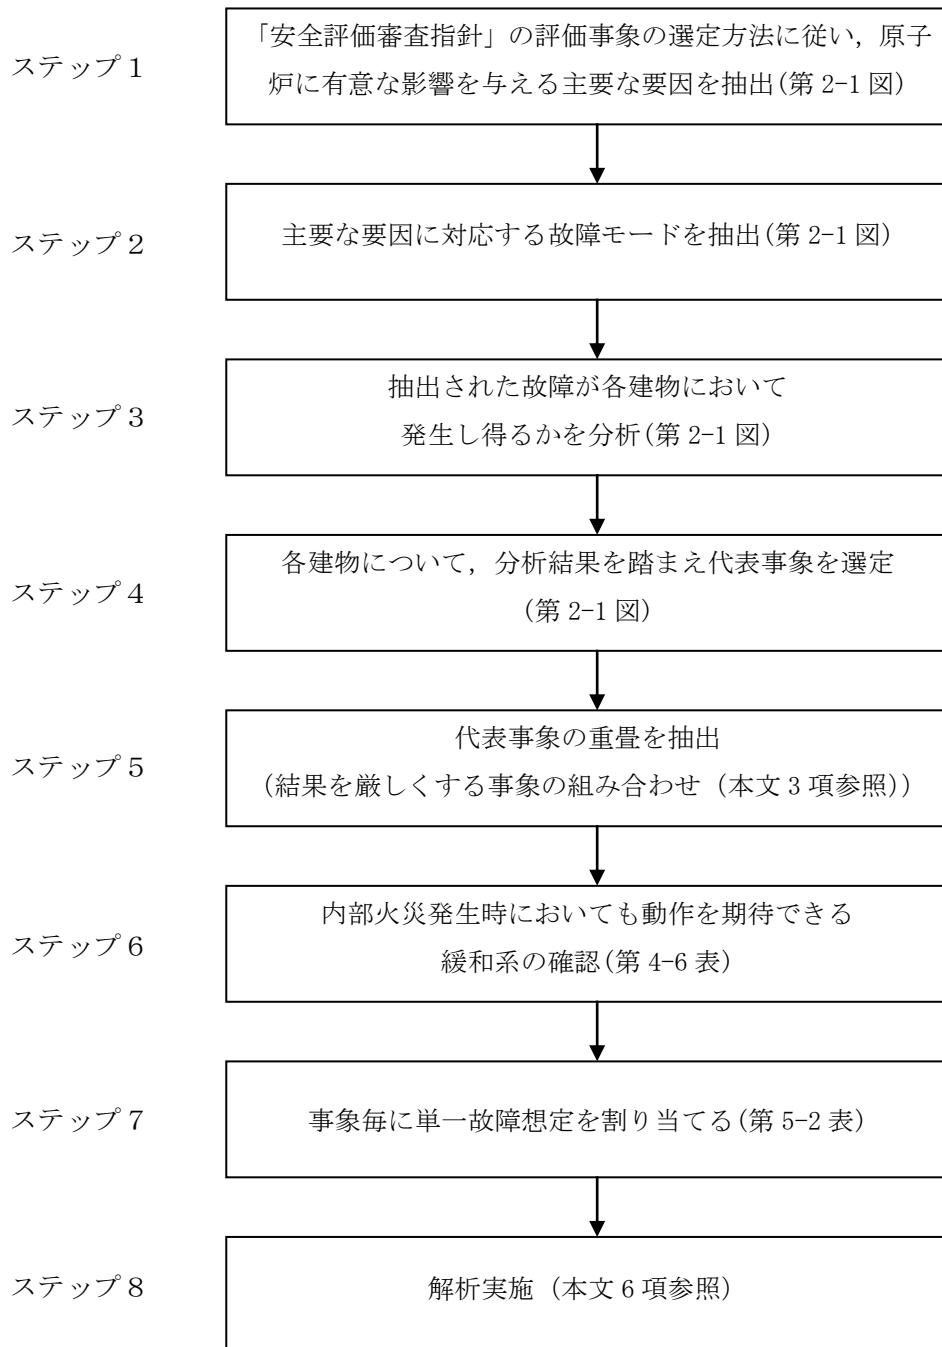 ステップ1
「安全評価審査指針」の評価事象の選定方法に従い，原子
炉に有意な影響を与える主要な要因を抽出(第 2-1 図)
ステップ2
主要な要因に対応する故障モードを抽出(第 2-1 図)
ステップ3
抽出された故障が各建物において
発生し得るかを分析(第 2-1 図)
ステップ4
各建物について，分析結果を踏まえ代表事象を選定
(第 2-1 図)
ステップ5
代表事象の重畳を抽出
(結果を厳しくする事象の組み合わせ（本文 3 項参照）)
ステップ6
内部火災発生時においても動作を期待できる
緩和系の確認(第 4-6 表)
ステップ7
事象毎に単一故障想定を割り当てる(第 5-2 表)
ステップ8
解析実施（本文 6 項参照）